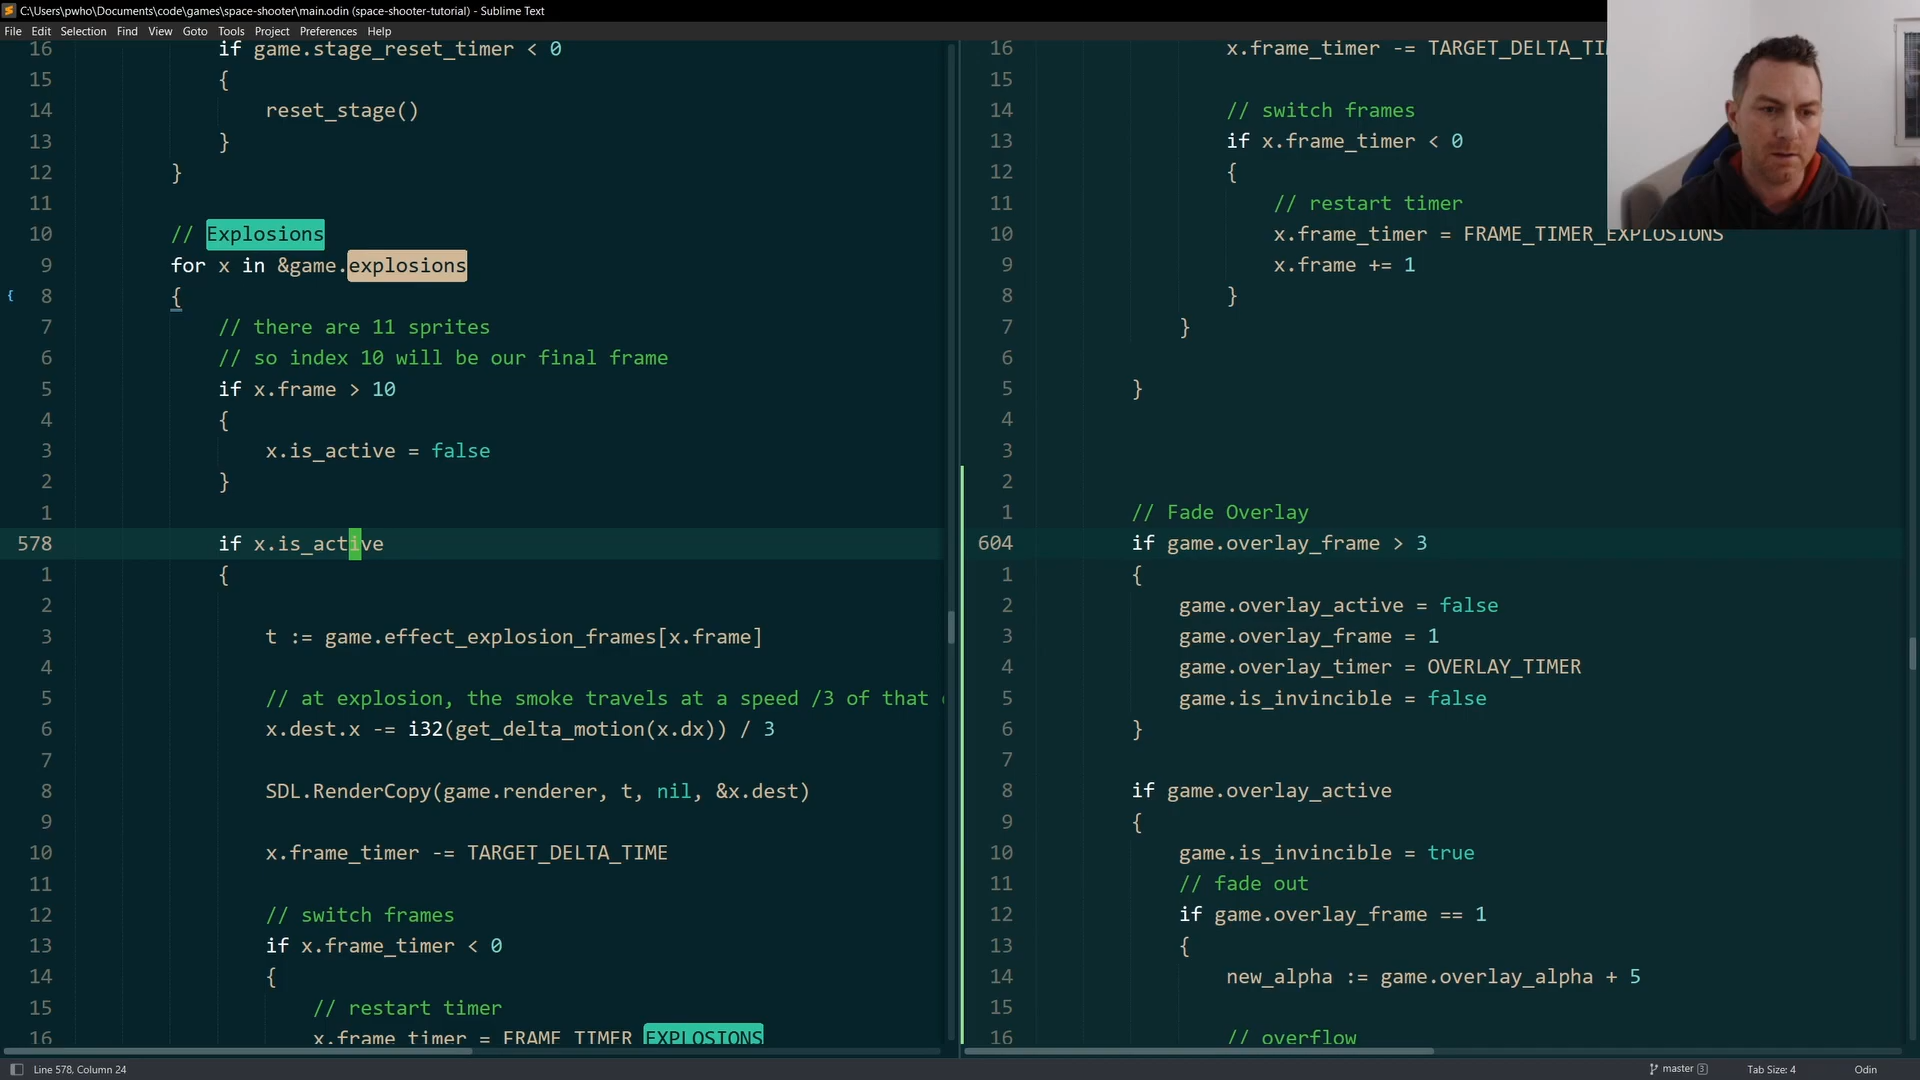 C:\Users\pwho\Documents\code\games\space-shooter\main.odin (space-shooter-tutorial) - Sublime Text
File Edit Selection Find View Goto Tools Project Preferences Help
16 if game.stage_reset_timer < 0
15 {
14 reset_stage()
13 }
12 }
11
10 // Explosions
9 for x in &game.explosions
{ 8 {
7 // there are 11 sprites
6 // so index 10 will be our final frame
5 if x.frame > 10
4 {
3 x.is_active = false
2 }
1
578 if x.is_active
1 {
2
3 t := game.effect_explosion_frames[x.frame]
4
5 // at explosion, the smoke travels at a speed /3 of that
6 x.dest.x -= i32(get_delta_motion(x.dx)) / 3
7
8 SDL.RenderCopy(game.renderer, t, nil, &x.dest)
9
10 x.frame_timer -= TARGET_DELTA_TIME
11
12 // switch frames
13 if x.frame_timer < 0
14 {
15 // restart timer
16 x.frame_timer = FRAME_TIMER_EXPLOSIONS
16 x.frame_timer -= TARGET_DELTA_TI
15
14 // switch frames
13 if x.frame_timer < 0
12 {
11 // restart timer
10 x.frame_timer = FRAME_TIMER_EXPLOSIONS
9 x.frame += 1
8 }
7 }
6
5 }
4
3
2
1 // Fade Overlay
604 if game.overlay_frame > 3
1 {
2 game.overlay_active = false
3 game.overlay_frame = 1
4 game.overlay_timer = OVERLAY_TIMER
5 game.is_invincible = false
6 }
7
8 if game.overlay_active
9 {
10 game.is_invincible = true
11 // fade out
12 if game.overlay_frame == 1
13 {
14 new_alpha := game.overlay_alpha + 5
15
16 // overflow
Line 578, Column 24
master 3
Tab Size: 4
Odin